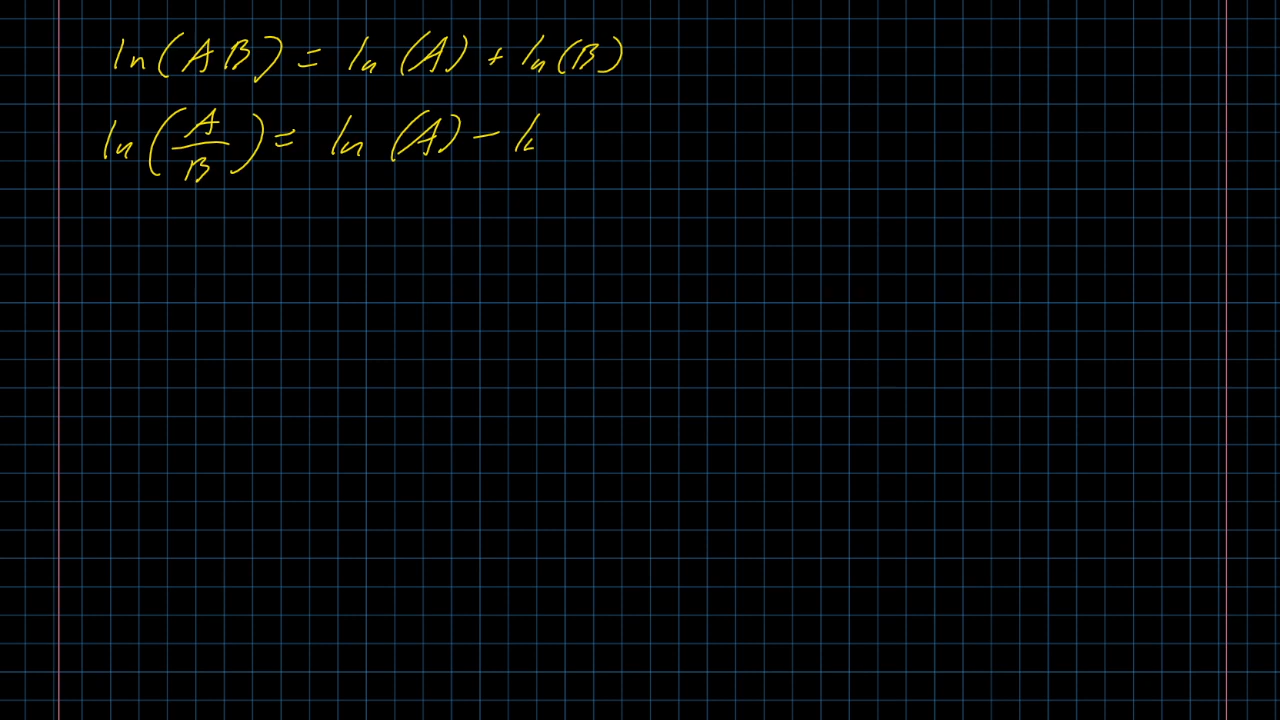 ln(AB) = ln(A) + ln(B)
ln(A/B) = ln(A) - l